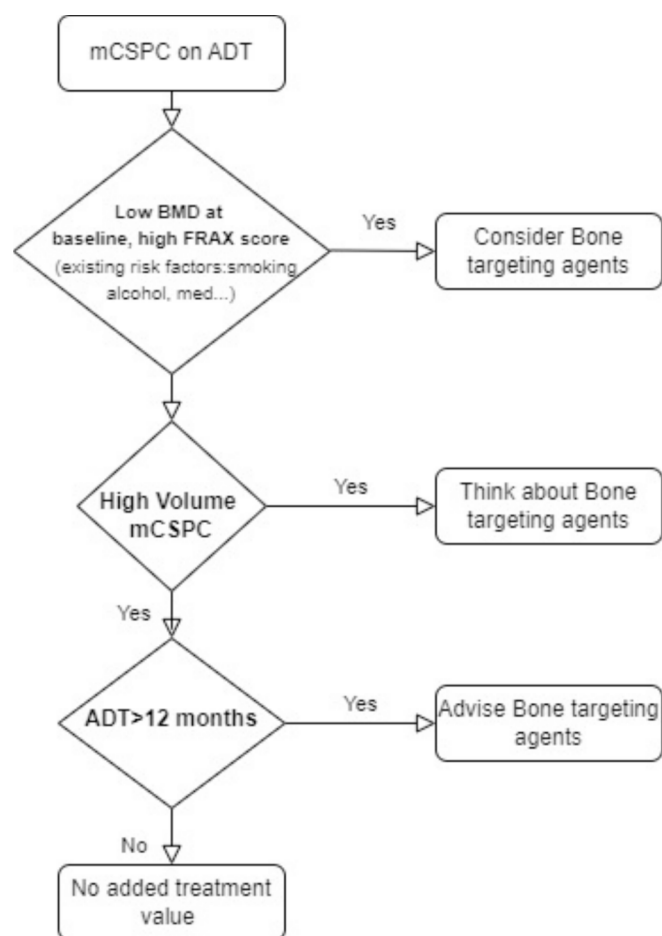 mCSPC on ADT
Low BMD at
baseline, high FRAX score
(existing risk factors:smoking
alcohol, med...)
Yes
Consider Bone
targeting agents
High Volume
mCSPC
Yes
Think about Bone
targeting agents
Yes
ADT>12 months
Yes
Advise Bone targeting
agents
No
No added treatment
value